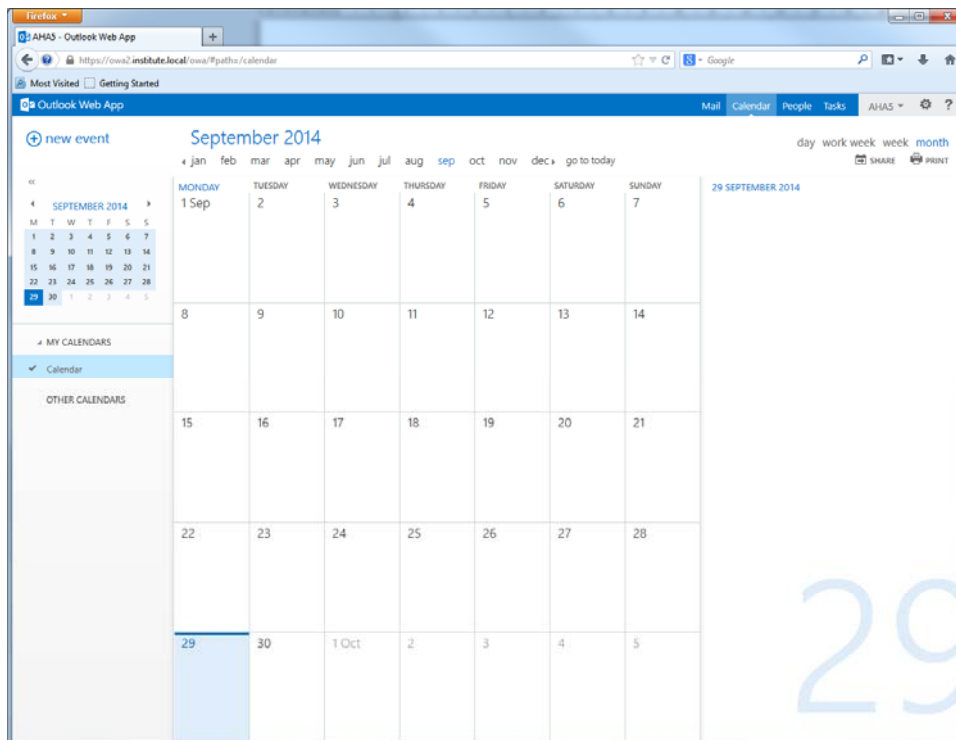 Firefox
AHA5 - Outlook Web App
https://owa2.institute.local/owa/#path=/calendar
Google
Most Visited Getting Started
Outlook Web App Mail Calendar People Tasks AHA5 ?
new event
September 2014
jan feb mar apr may jun jul aug sep oct nov dec go to today
day work week week month
SHARE PRINT
SEPTEMBER 2014
M T W T F S S
1 2 3 4 5 6 7
8 9 10 11 12 13 14
15 16 17 18 19 20 21
22 23 24 25 26 27 28
29 30 1 2 3 4 5
MY CALENDARS
Calendar
OTHER CALENDARS
MONDAY TUESDAY WEDNESDAY THURSDAY FRIDAY SATURDAY SUNDAY
1 Sep 2 3 4 5 6 7
8 9 10 11 12 13 14
15 16 17 18 19 20 21
22 23 24 25 26 27 28
29 30 1 Oct 2 3 4 5
29 SEPTEMBER 2014
29